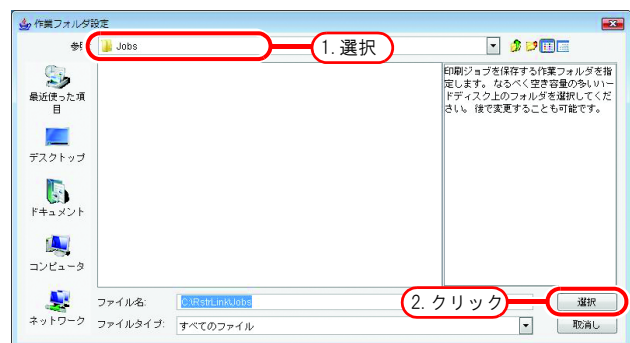 作業フォルダ設定
参照
Jobs
1. 選択
最近使った項
目
デスクトップ
ドキュメント
コンピュータ
ネットワーク
印刷ジョブを保存する作業フォルダを指
定します。なるべく空き容量の多いハー
ドディスク上のフォルダを選択してくだ
さい。後で変更することも可能です。
ファイル名:
C:\RstrLink\Jobs
2. クリック
選択
ファイルタイプ:
すべてのファイル
取消し